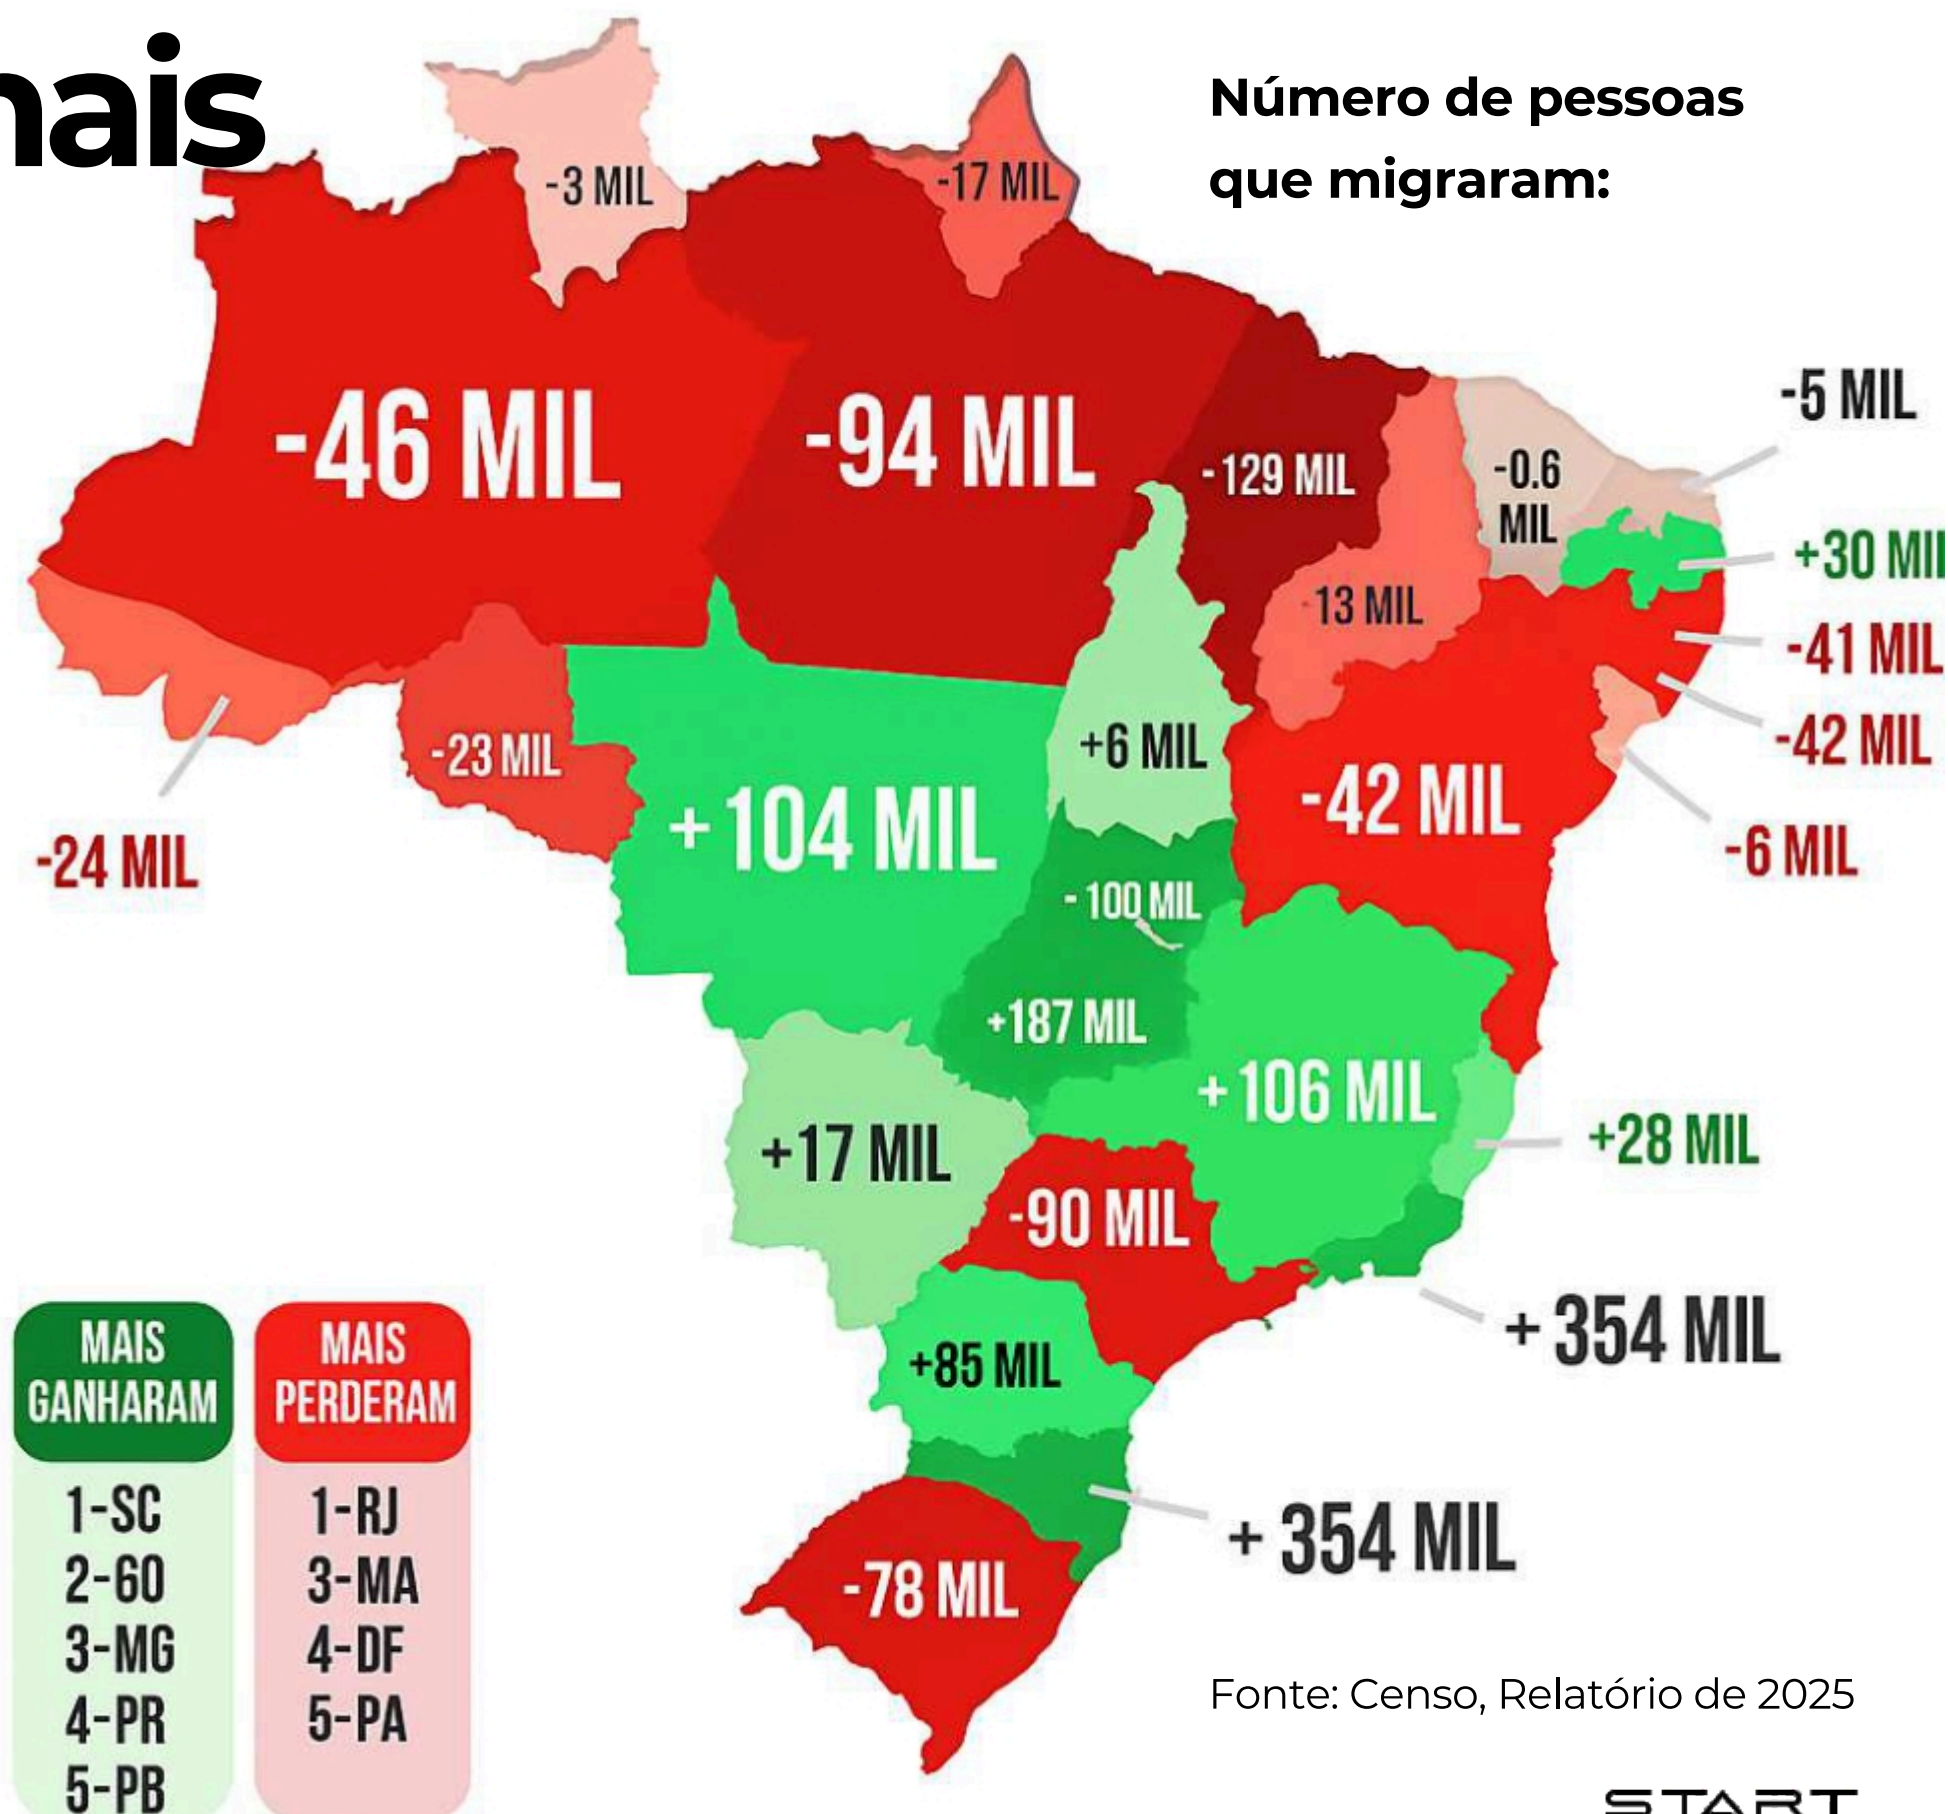 nais
Número de pessoas
que migraram:
-3 MIL
-17 MIL
-46 MIL
-94 MIL
-129 MIL
-0.6
MIL
-5 MIL
+30 MIL
-13 MIL
-41 MIL
-42 MIL
-6 MIL
-24 MIL
-23 MIL
+ 104 MIL
+6 MIL
-42 MIL
- 100 MIL
+187 MIL
+ 106 MIL
+28 MIL
+17 MIL
-90 MIL
+ 354 MIL
+85 MIL
+ 354 MIL
-78 MIL
MAIS
GANHARAM
1-SC
2-60
3-MG
4-PR
5-PB
MAIS
PERDERAM
1-RJ
3-MA
4-DF
5-PA
Fonte: Censo, Relatório de 2025
START